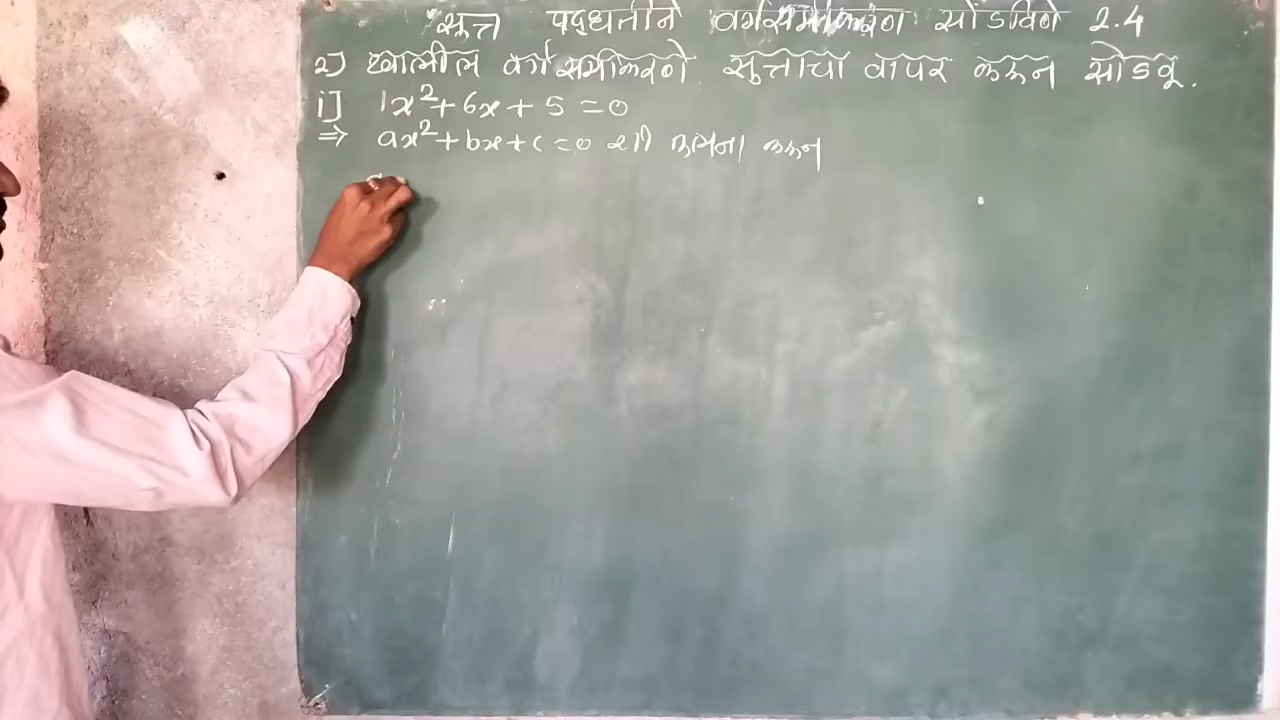 सूत्र पद्धतीने वर्गसमीकरण सोडविणे 2.4
2) खालील वर्गसमीकरणे सूत्राचा वापर करून सोडवू.
i] 1x²+6x+5=0
⇒ ax²+bx+c=0 शी तुलना करून